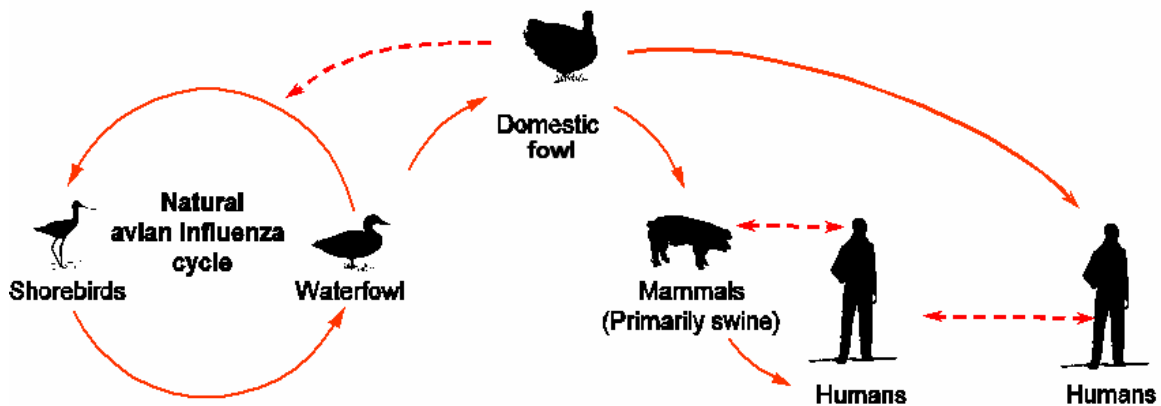 Domestic
fowl
Natural
avian influenza
cycle
Shorebirds
Waterfowl
Mammals
(Primarily swine)
Humans
Humans